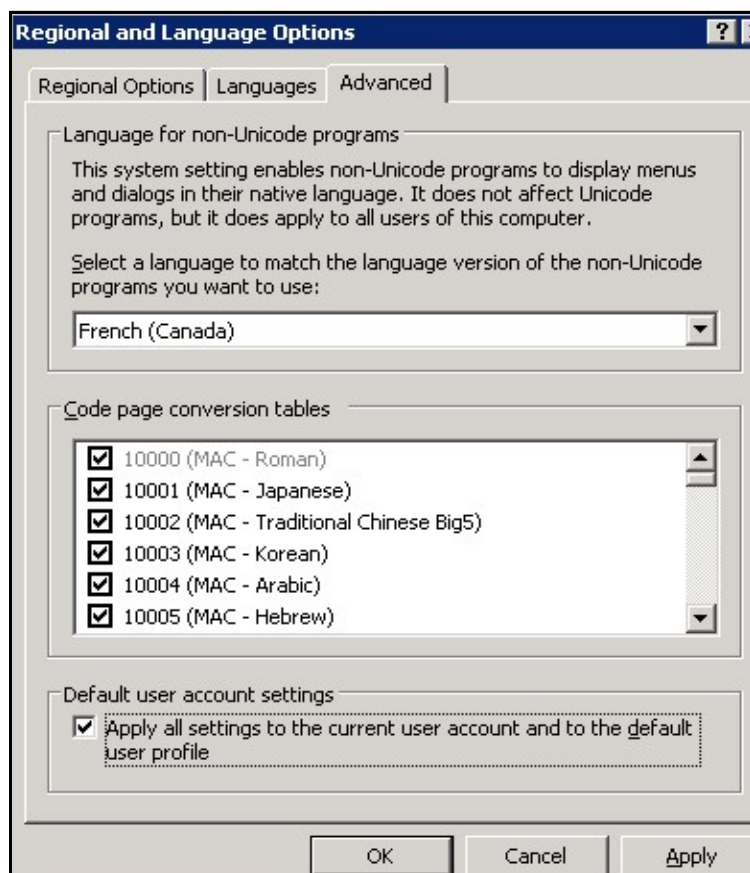 Regional and Language Options
Regional Options Languages Advanced
Language for non-Unicode programs
This system setting enables non-Unicode programs to display menus
and dialogs in their native language. It does not affect Unicode
programs, but it does apply to all users of this computer.
Select a language to match the language version of the non-Unicode
programs you want to use:
French (Canada)
Code page conversion tables
10000 (MAC - Roman)
10001 (MAC - Japanese)
10002 (MAC - Traditional Chinese Big5)
10003 (MAC - Korean)
10004 (MAC - Arabic)
10005 (MAC - Hebrew)
Default user account settings
Apply all settings to the current user account and to the default
user profile
OK Cancel Apply